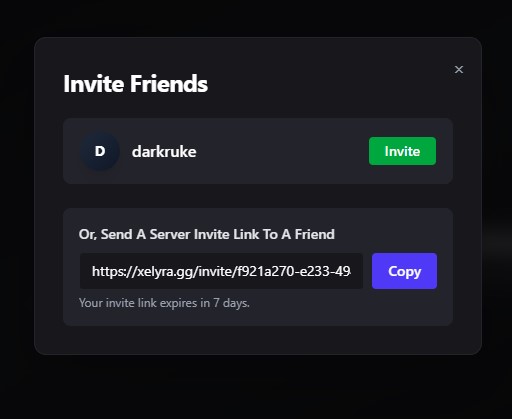 Invite Friends
×
D
darkruke
Invite
Or, Send A Server Invite Link To A Friend
https://xelyra.gg/invite/f921a270-e233-49
Copy
Your invite link expires in 7 days.